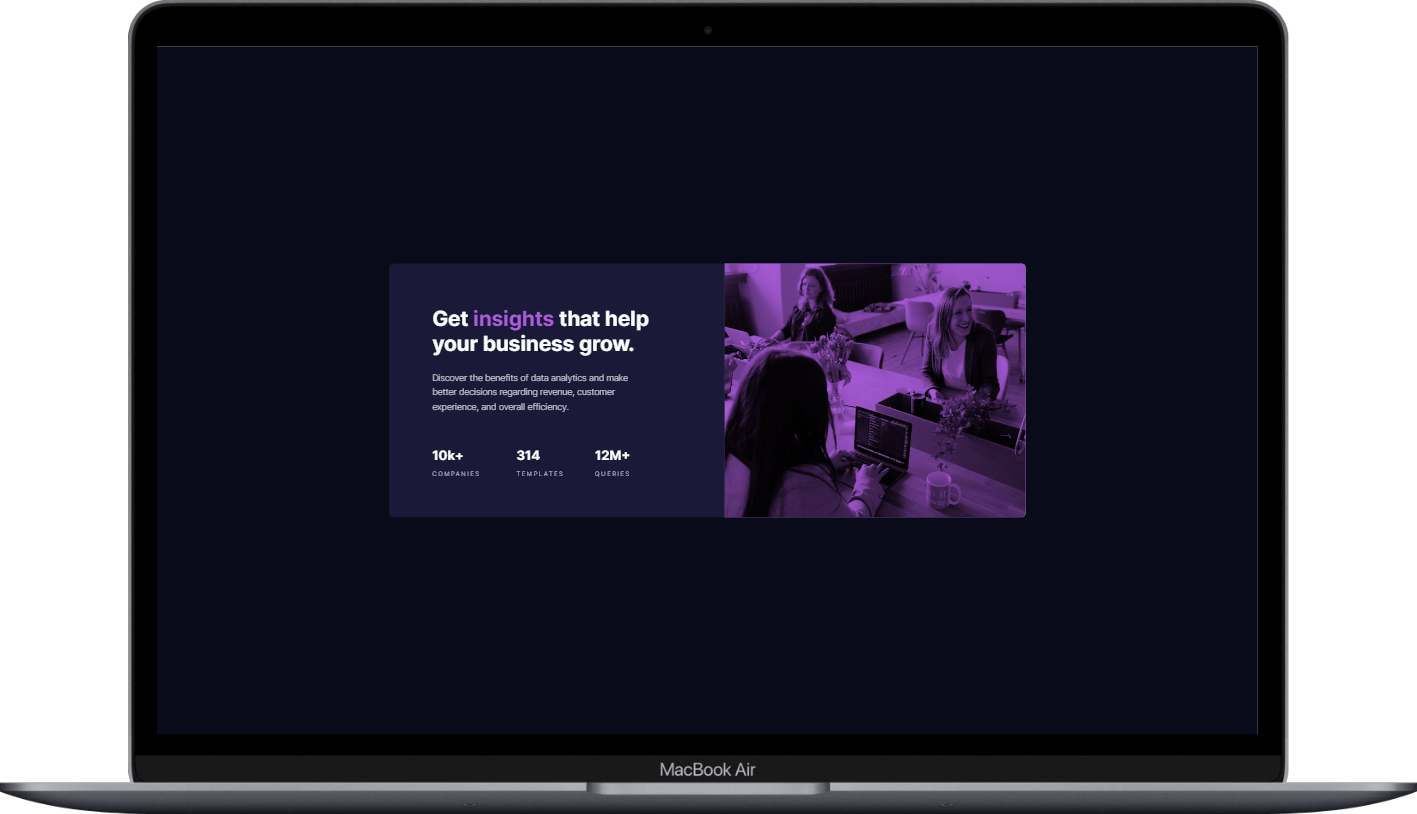 Get insights that help
your business grow.
Discover the benefits of data analytics and make
better decisions regarding revenue, customer
experience, and overall efficiency.
10k+ 314 12M+
COMPANIES TEMPLATES QUERIES
MacBook Air